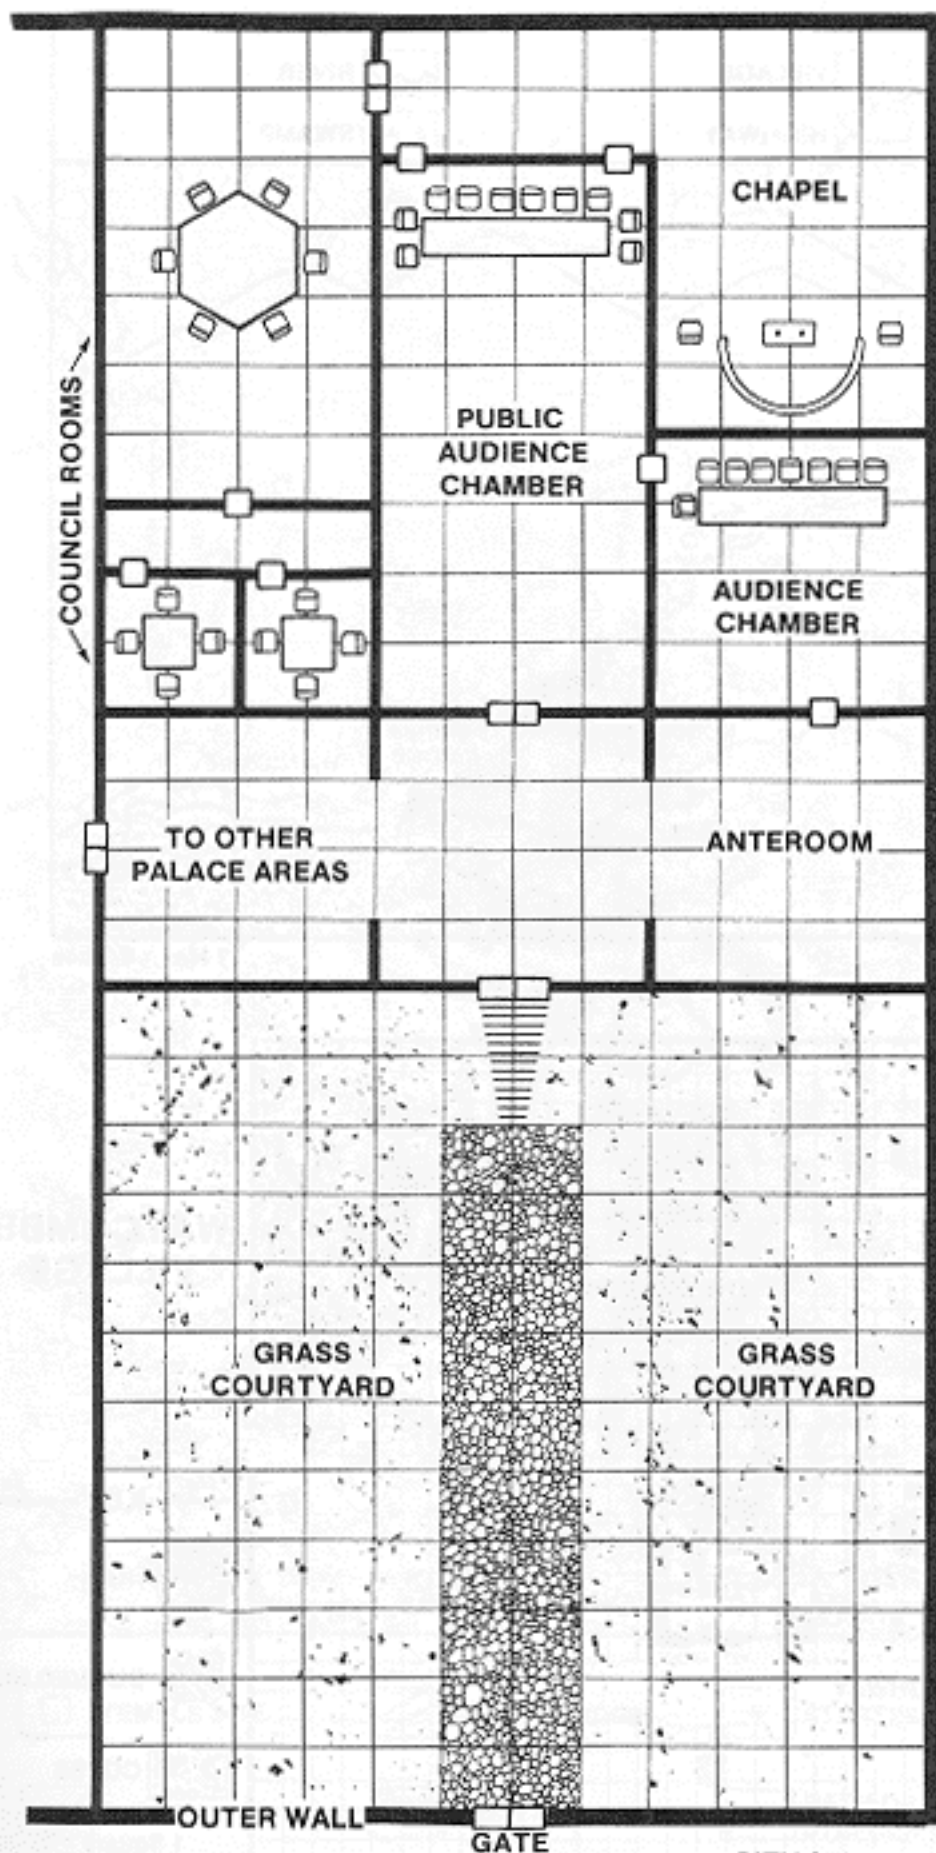 CHAPEL
COUNCIL ROOMS
PUBLIC
AUDIENCE
CHAMBER
AUDIENCE
CHAMBER
TO OTHER
PALACE AREAS
ANTEROOM
GRASS
COURTYARD
GRASS
COURTYARD
OUTER WALL
GATE